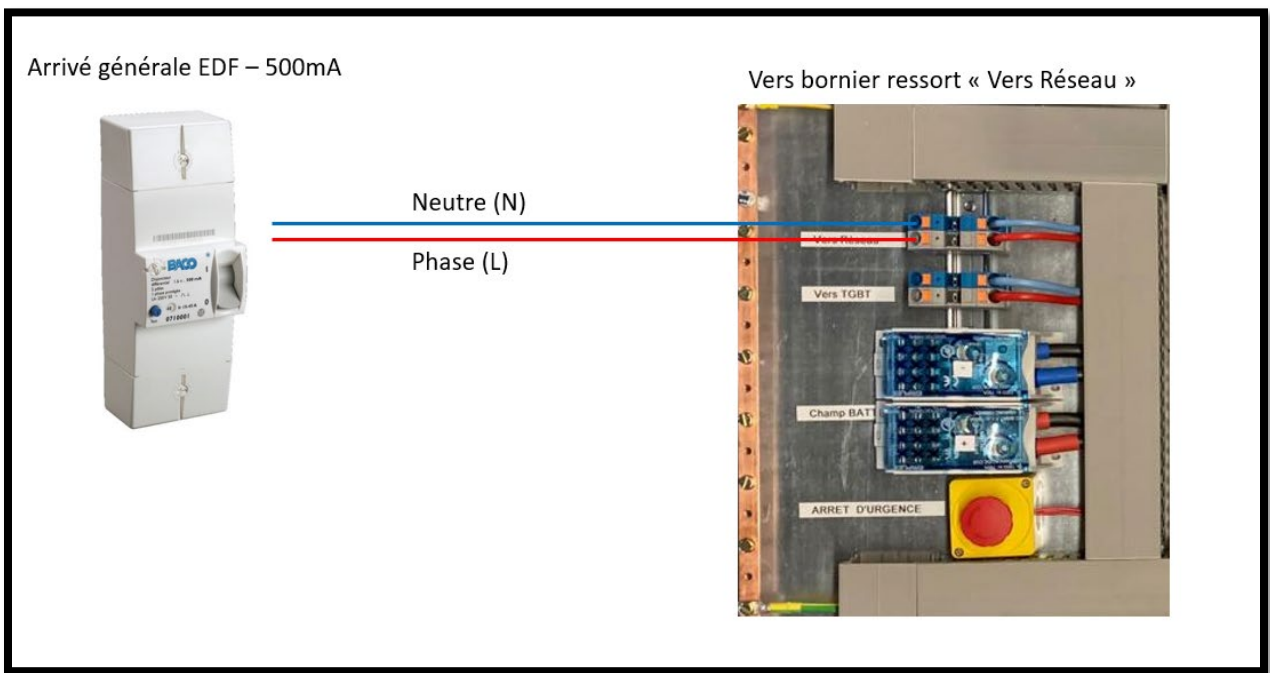 Arrivé générale EDF – 500mA
Vers bornier ressort « Vers Réseau »
Neutre (N)
Phase (L)
Vers Réseau
Vers TGBT
Champ BATT
ARRET D'URGENCE
BACO
0710001